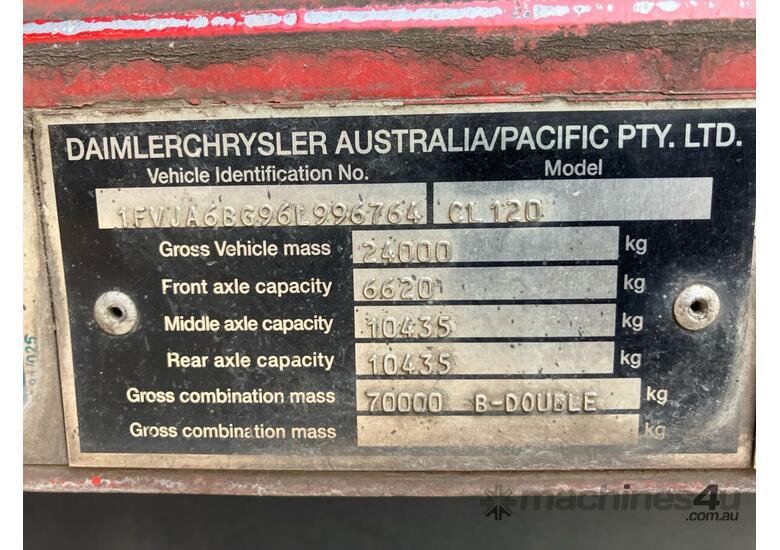 DAIMLERCHRYSLER AUSTRALIA/PACIFIC PTY. LTD.
Vehicle Identification No. Model
1FVJA6BG96L996764 CL120
Gross Vehicle mass 24000 kg
Front axle capacity 6620 kg
Middle axle capacity 10435 kg
Rear axle capacity 10435 kg
Gross combination mass 70000 B-DOUBLE kg
Gross combination mass kg
machines4u
.com.au